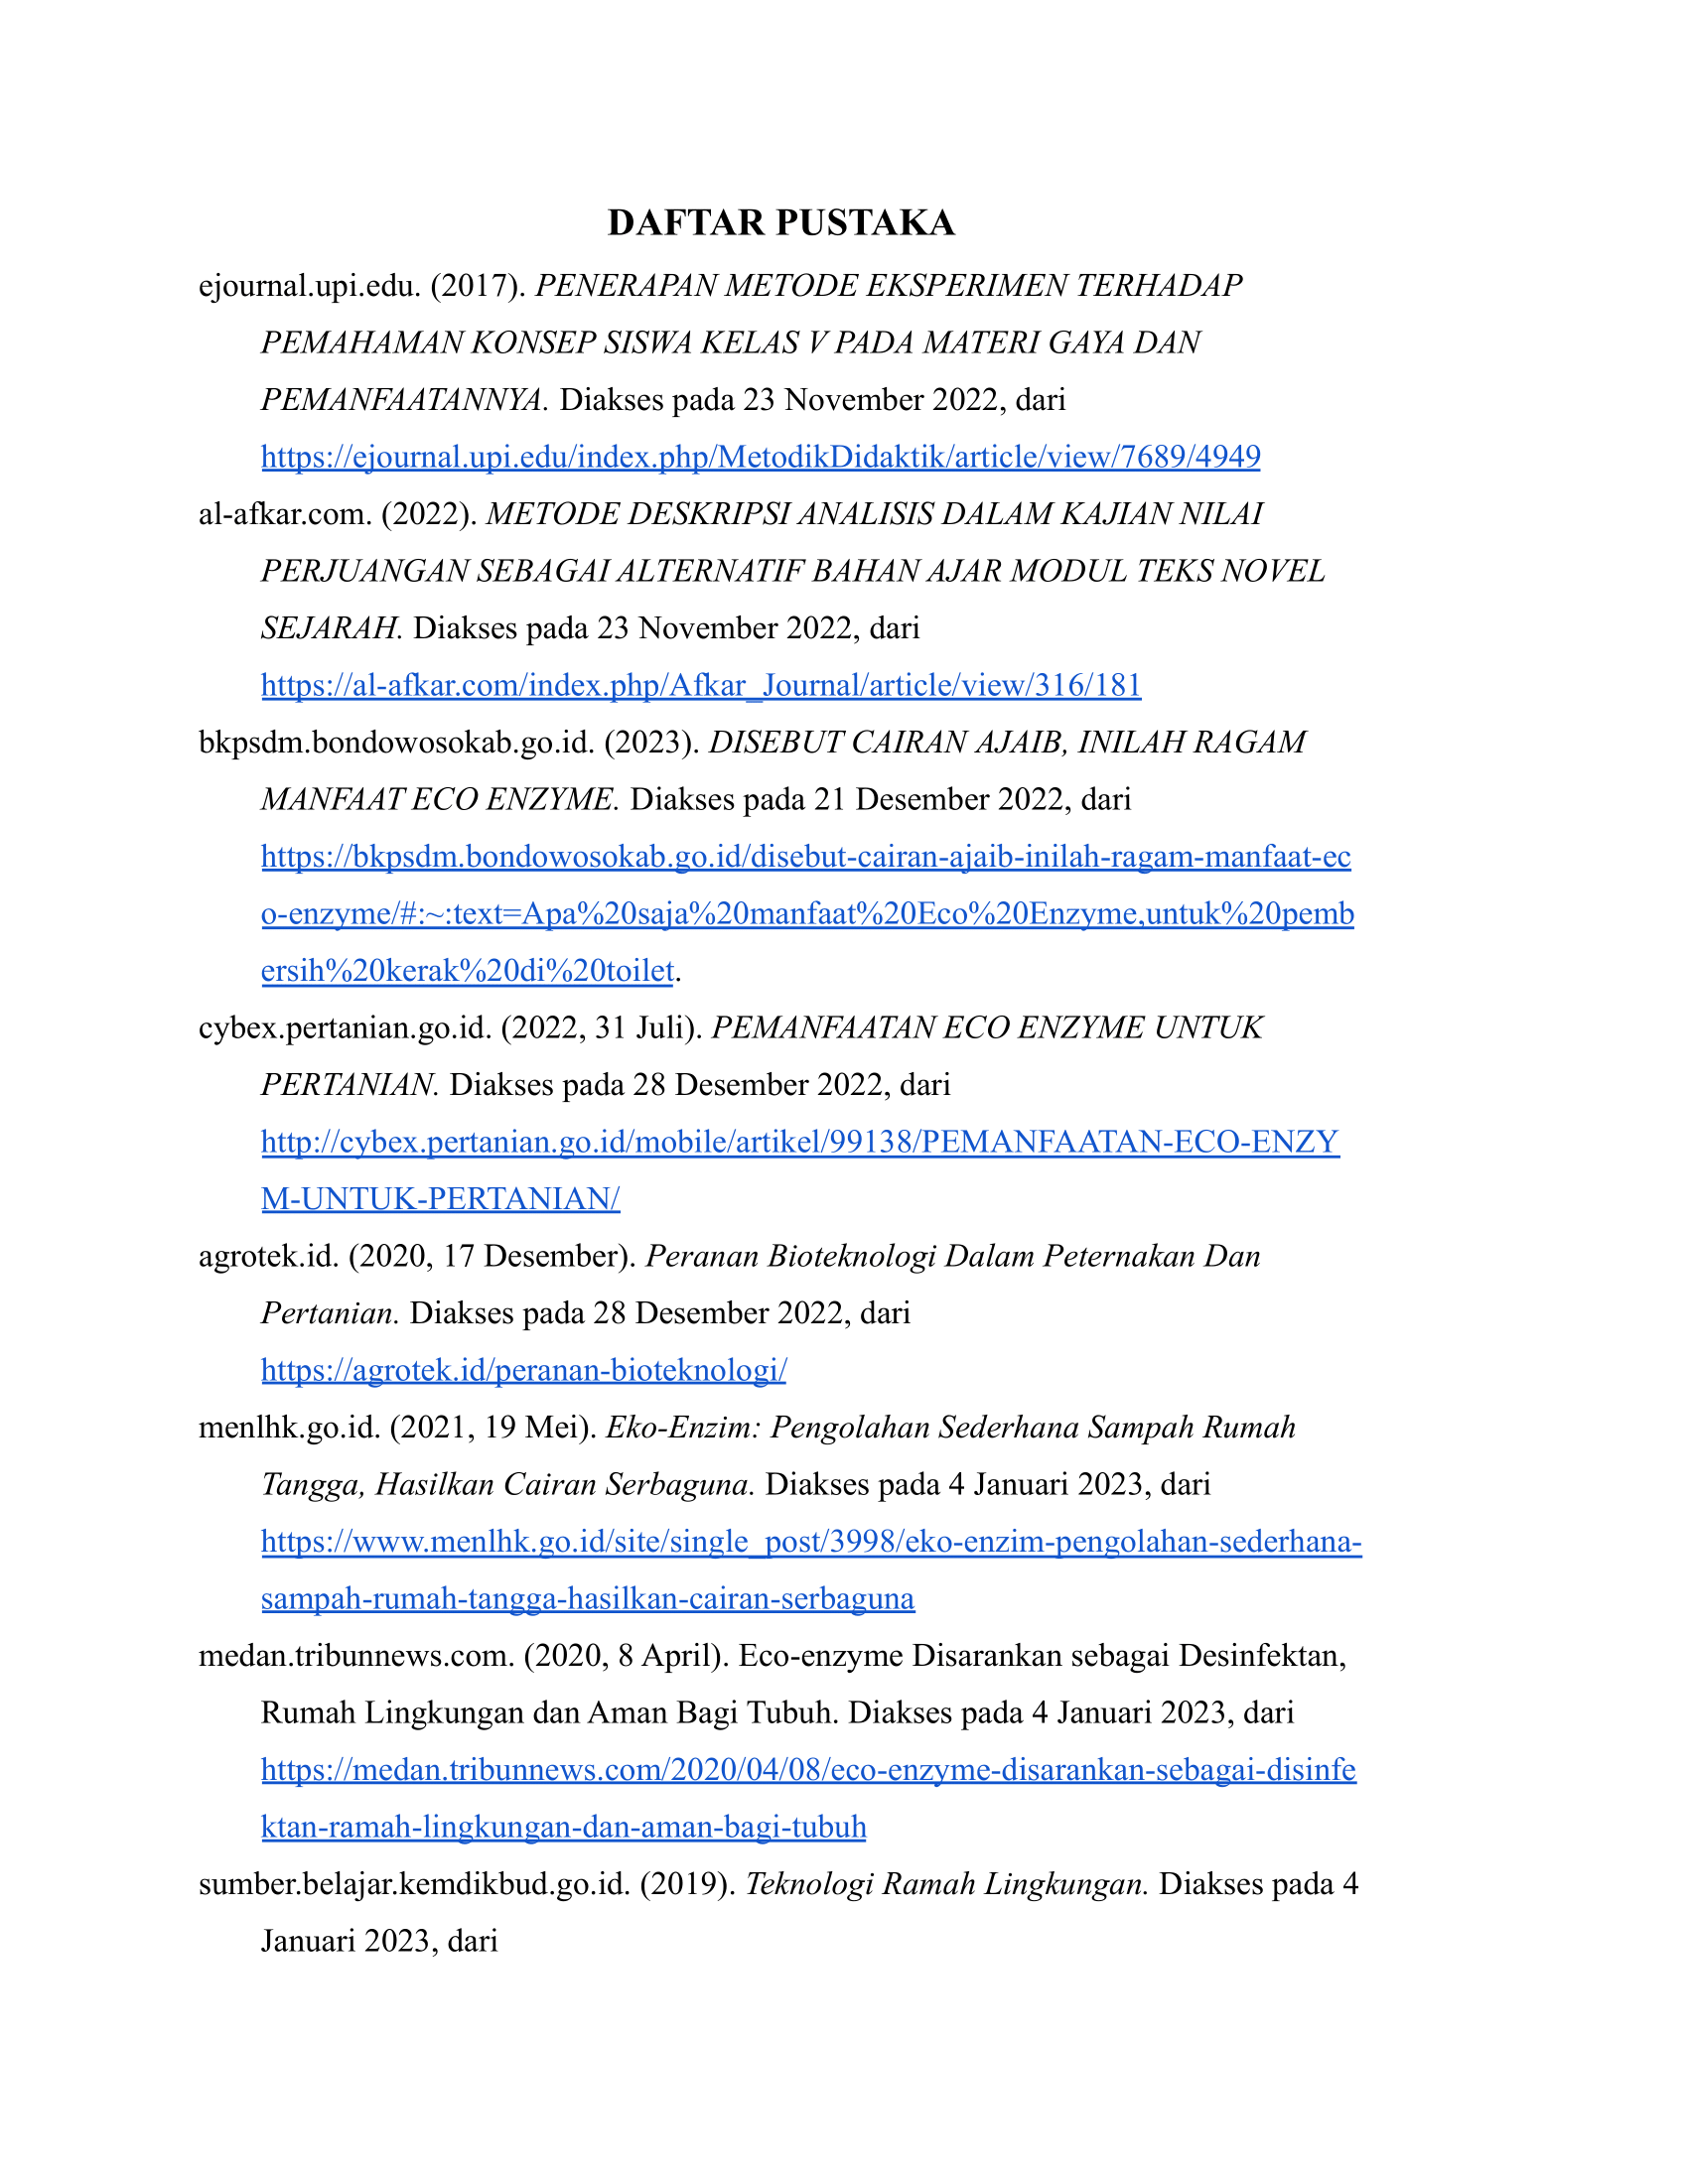 DAFTAR PUSTAKA
ejournal.upi.edu. (2017). PENERAPAN METODE EKSPERIMEN TERHADAP
PEMAHAMAN KONSEP SISWA KELAS V PADA MATERI GAYA DAN
PEMANFAATANNYA. Diakses pada 23 November 2022, dari
https://ejournal.upi.edu/index.php/MetodikDidaktik/article/view/7689/4949
al-afkar.com. (2022). METODE DESKRIPSI ANALISIS DALAM KAJIAN NILAI
PERJUANGAN SEBAGAI ALTERNATIF BAHAN AJAR MODUL TEKS NOVEL
SEJARAH. Diakses pada 23 November 2022, dari
https://al-afkar.com/index.php/Afkar_Journal/article/view/316/181
bkpsdm.bondowosokab.go.id. (2023). DISEBUT CAIRAN AJAIB, INILAH RAGAM
MANFAAT ECO ENZYME. Diakses pada 21 Desember 2022, dari
https://bkpsdm.bondowosokab.go.id/disebut-cairan-ajaib-inilah-ragam-manfaat-ec
o-enzyme/#:~:text=Apa%20saja%20manfaat%20Eco%20Enzyme,untuk%20pemb
ersih%20kerak%20di%20toilet.
cybex.pertanian.go.id. (2022, 31 Juli). PEMANFAATAN ECO ENZYME UNTUK
PERTANIAN. Diakses pada 28 Desember 2022, dari
http://cybex.pertanian.go.id/mobile/artikel/99138/PEMANFAATAN-ECO-ENZY
M-UNTUK-PERTANIAN/
agrotek.id. (2020, 17 Desember). Peranan Bioteknologi Dalam Peternakan Dan
Pertanian. Diakses pada 28 Desember 2022, dari
https://agrotek.id/peranan-bioteknologi/
menlhk.go.id. (2021, 19 Mei). Eko-Enzim: Pengolahan Sederhana Sampah Rumah
Tangga, Hasilkan Cairan Serbaguna. Diakses pada 4 Januari 2023, dari
https://www.menlhk.go.id/site/single_post/3998/eko-enzim-pengolahan-sederhana-
sampah-rumah-tangga-hasilkan-cairan-serbaguna
medan.tribunnews.com. (2020, 8 April). Eco-enzyme Disarankan sebagai Desinfektan,
Rumah Lingkungan dan Aman Bagi Tubuh. Diakses pada 4 Januari 2023, dari
https://medan.tribunnews.com/2020/04/08/eco-enzyme-disarankan-sebagai-disinfe
ktan-ramah-lingkungan-dan-aman-bagi-tubuh
sumber.belajar.kemdikbud.go.id. (2019). Teknologi Ramah Lingkungan. Diakses pada 4
Januari 2023, dari